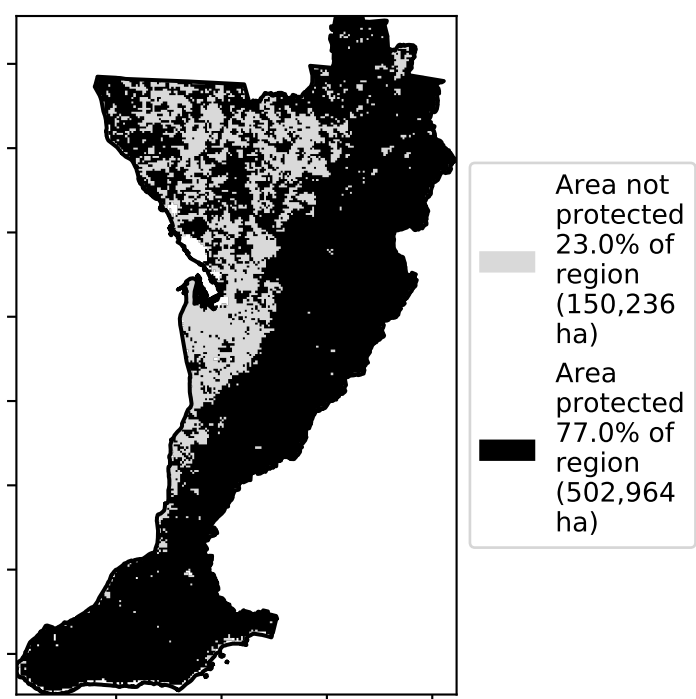 Area not
protected
23.0% of
region
(150,236
ha)
Area
protected
77.0% of
region
(502,964
ha)